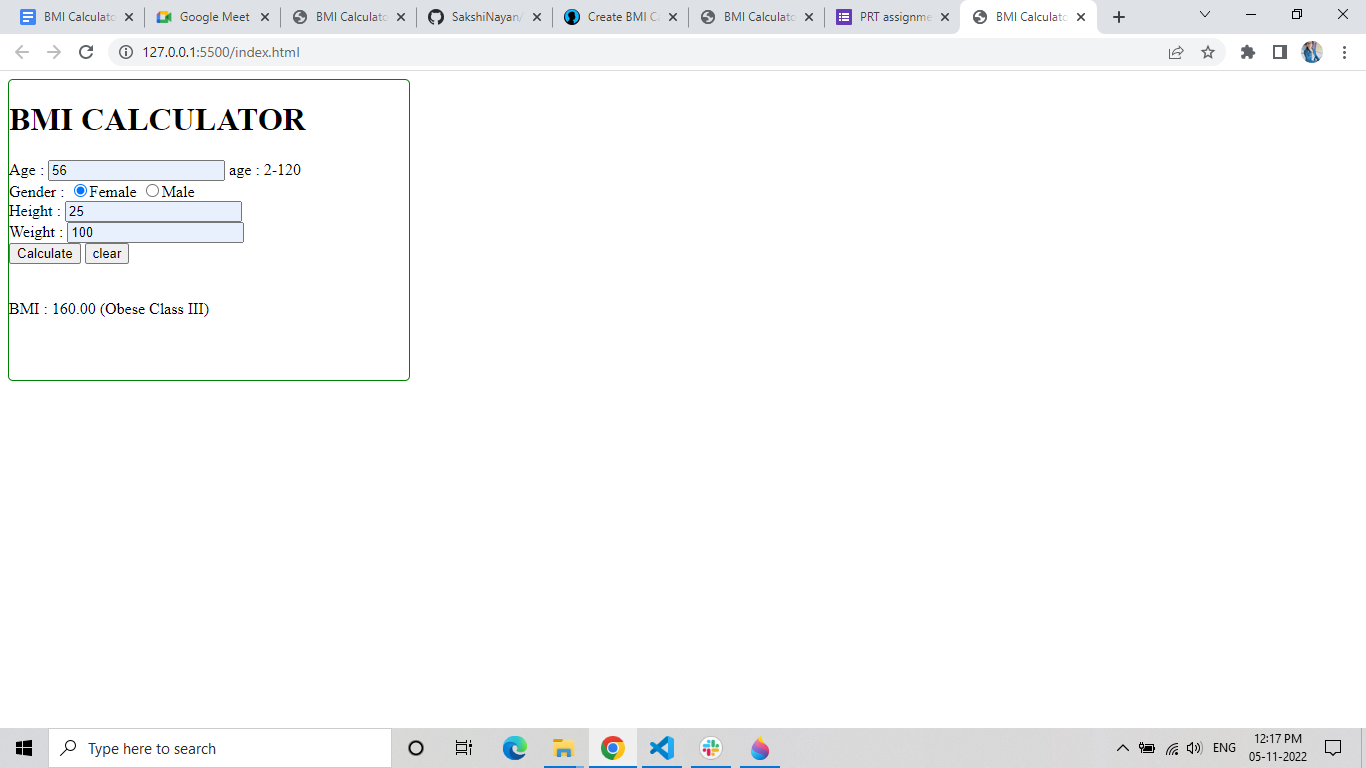 BMI Calculato
Google Meet
BMI Calculato
SakshiNayan/
Create BMI Ca
BMI Calculato
PRT assignme
BMI Calculato
127.0.0.1:5500/index.html
BMI CALCULATOR
Age : 56 age : 2-120
Gender : Female Male
Height : 25
Weight : 100
Calculate clear
BMI : 160.00 (Obese Class III)
Type here to search
ENG
12:17 PM
05-11-2022